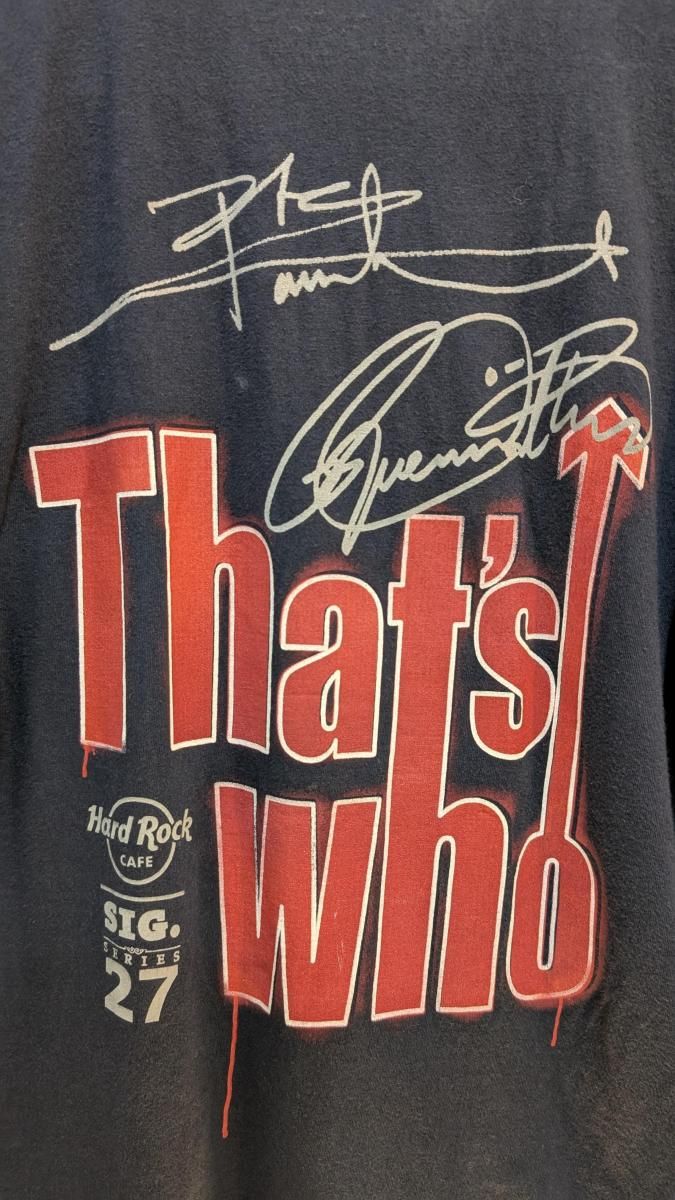 That's
Who
Hard Rock
CAFE
SIG.
SERIES
27